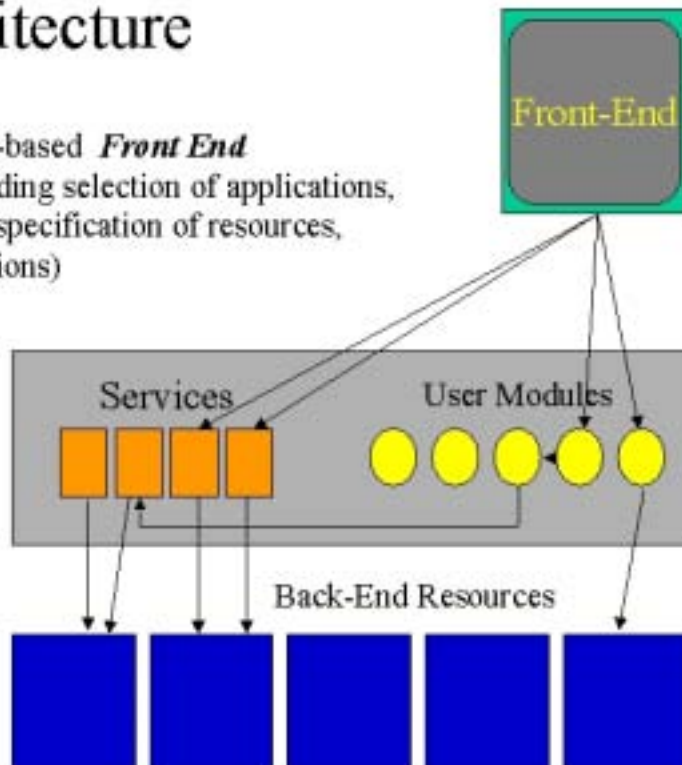 itecture
-based Front End
ding selection of applications,
specification of resources,
ions)
Front-End
Services
User Modules
Back-End Resources